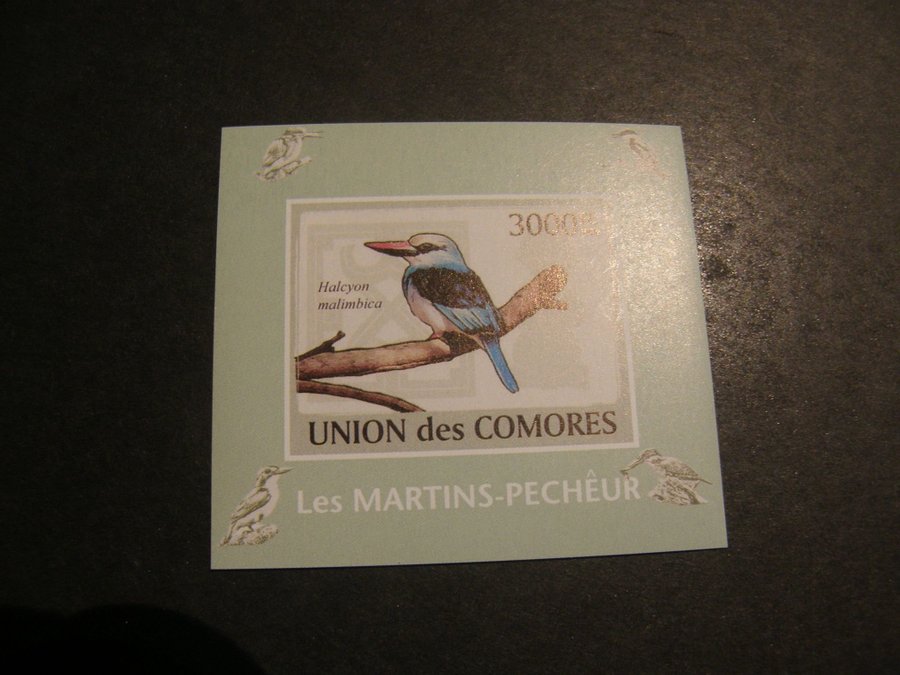 3000
Halcyon
malimbica
UNION des COMORES
Les MARTINS-PECHÊUR